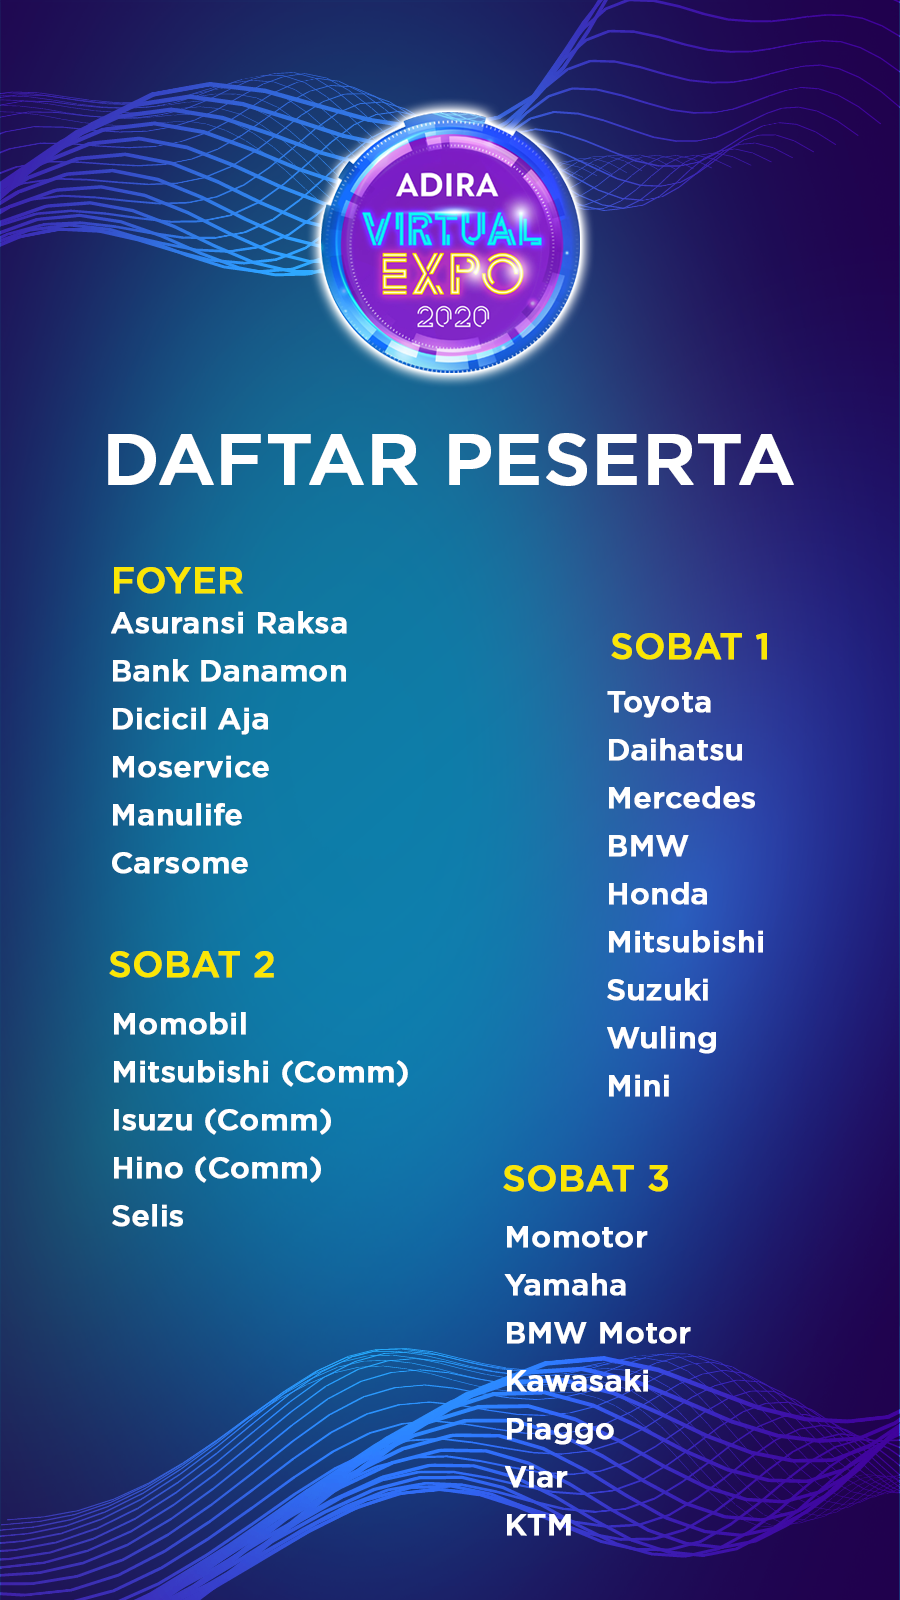 ADIRA
VIRTUAL
EXPO
2020
DAFTAR PESERTA
FOYER
Asuransi Raksa
Bank Danamon
Dicicil Aja
Moservice
Manulife
Carsome
SOBAT 1
Toyota
Daihatsu
Mercedes
BMW
Honda
Mitsubishi
Suzuki
Wuling
Mini
SOBAT 2
Momobil
Mitsubishi (Comm)
Isuzu (Comm)
Hino (Comm)
Selis
SOBAT 3
Momotor
Yamaha
BMW Motor
Kawasaki
Piaggo
Viar
KTM